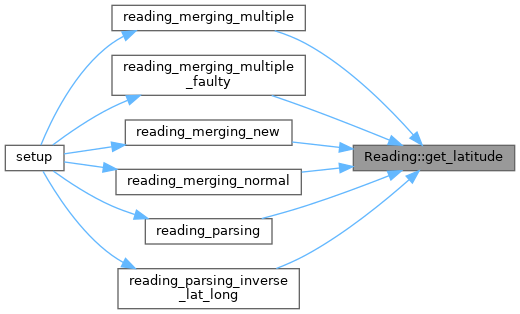 reading_merging_multiple
reading_merging_multiple
_faulty
reading_merging_new
setup
Reading::get_latitude
reading_merging_normal
reading_parsing
reading_parsing_inverse
_lat_long